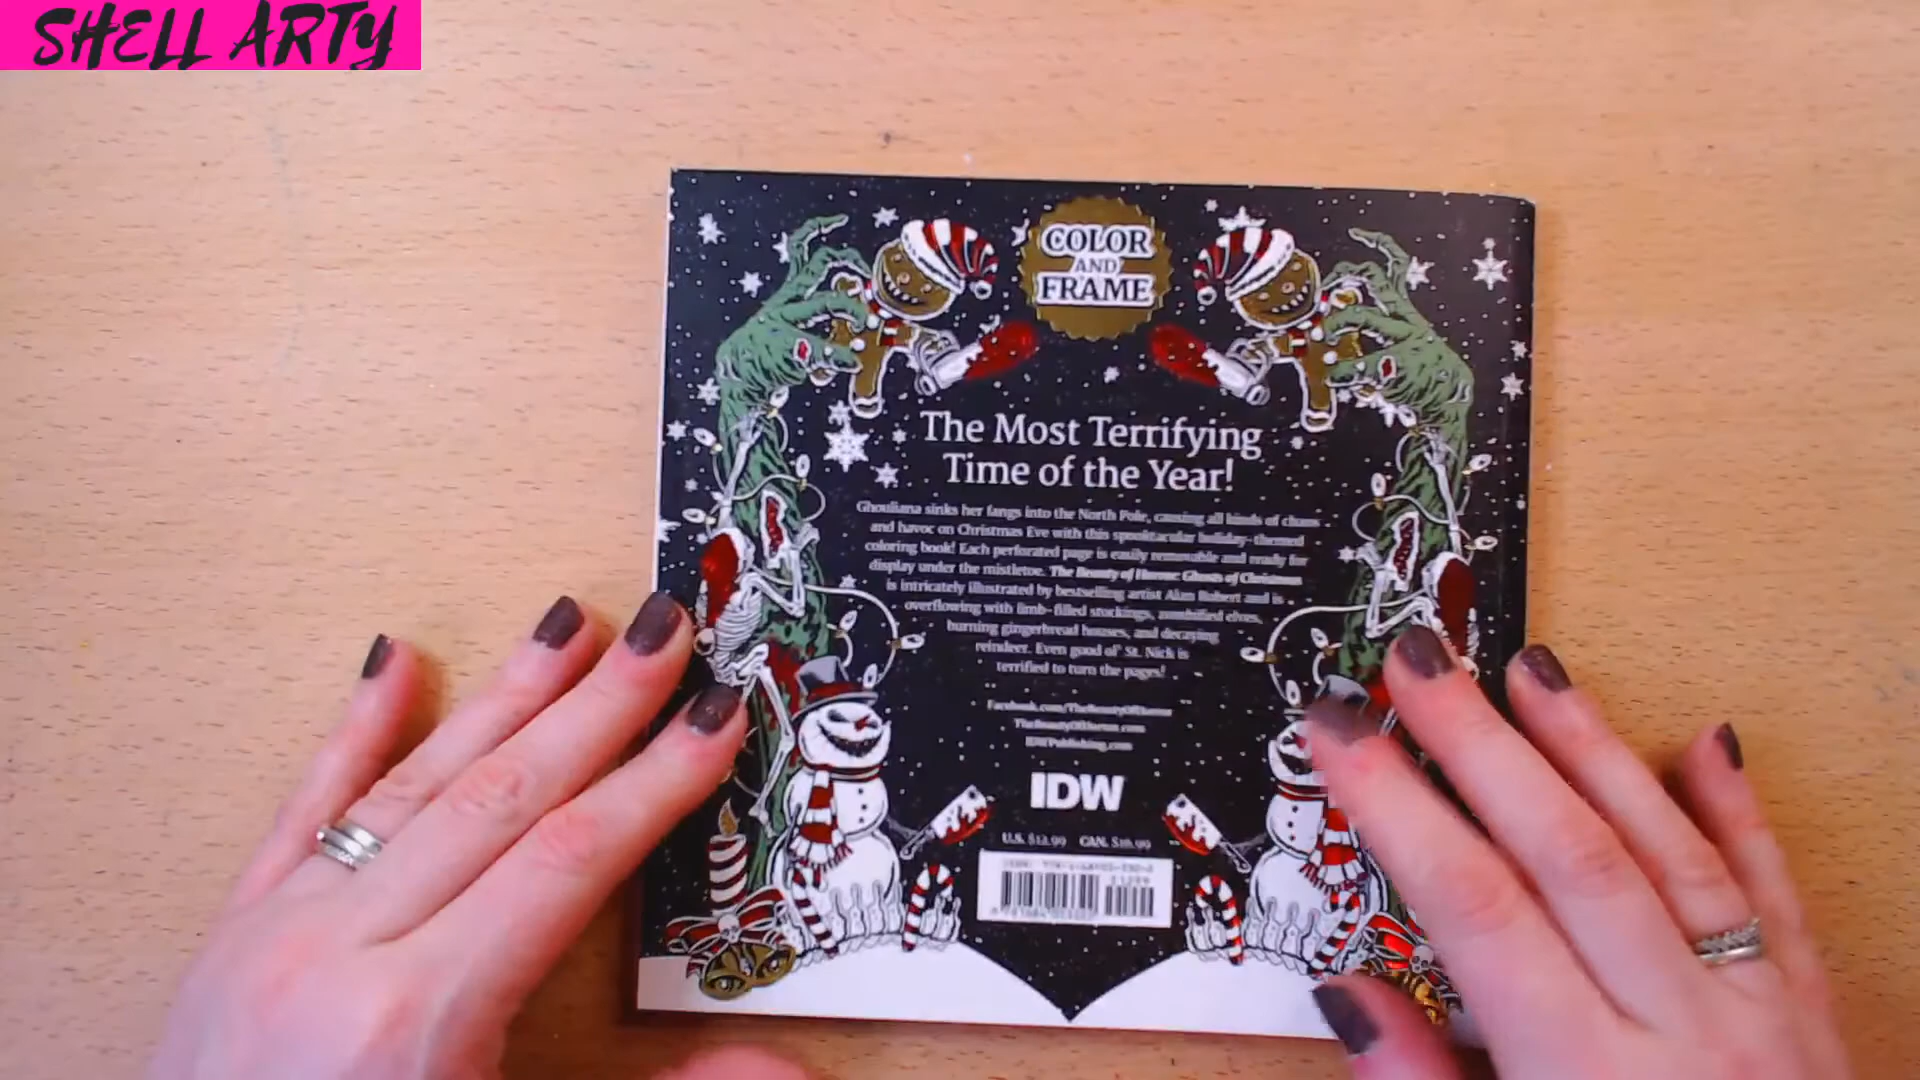 SHELL ARTY
COLOR
AND
FRAME
The Most Terrifying
Time of the Year!
Ghouliana sinks her fangs into the North Pole, causing all kinds of chaos
and havoc on Christmas Eve with this spooktacular holiday-themed
coloring book! Each perforated page is easily removable and ready for
display under the mistletoe. The Beauty of Horror: Ghosts of Christmas
is intricately illustrated by bestselling artist Alan Robert and is
overflowing with limb-filled stockings, zombified elves,
burning gingerbread houses, and decaying
reindeer. Even good ol' St. Nick is
terrified to turn the pages!
Facebook.com/TheBeautyOfHorror
TheBeautyOfHorror.com
IDWPublishing.com
IDW
U.S. $12.99 CAN. $16.99